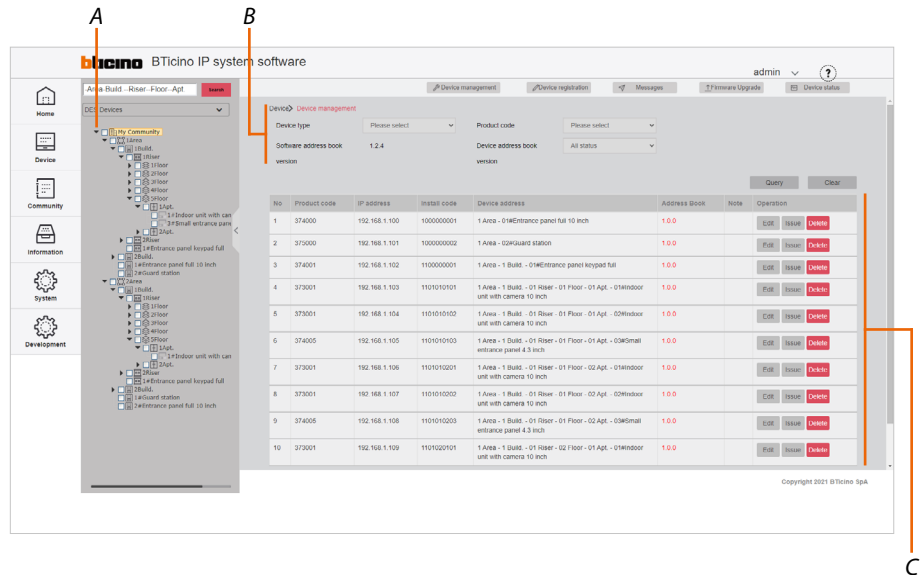 A
B
bticino BTicino IP system software
admin
?
Home
Device
Community
Information
System
Development
Area-Build.-Riser-Floor-Apt
Search
DES Devices
My Community
1Area
1Build.
1Riser
1Floor
2Floor
3Floor
4Floor
5Floor
1Apt.
1#Indoor unit with can
3#Small entrance pane
2Apt.
2Riser
1#Entrance panel keypad full
2Build.
1#Entrance panel full 10 inch
2#Guard station
2Area
1Build.
1Riser
1Floor
2Floor
3Floor
4Floor
5Floor
1Apt.
1#Indoor unit with can
2Apt.
2Riser
1#Entrance panel keypad full
2Build.
1#Guard station
2#Entrance panel full 10 inch
Device management Device registration Messages Firmware Upgrade Device status
Device> Device management
Device type Please select Product code Please select
Software address book version 1.2.4 Device address book version All status
Query Clear
No Product code IP address Install code Device address Address Book Note Operation
1 374000 192.168.1.100 1000000001 1 Area - 01#Entrance panel full 10 inch 1.0.0 Edit Issue Delete
2 375000 192.168.1.101 1000000002 1 Area - 02#Guard station 1.0.0 Edit Issue Delete
3 374001 192.168.1.102 1100000001 1 Area - 1 Build. - 01#Entrance panel keypad full 1.0.0 Edit Issue Delete
4 373001 192.168.1.103 1101010101 1 Area - 1 Build. - 01 Riser - 01 Floor - 01 Apt. - 01#Indoor
unit with camera 10 inch 1.0.0 Edit Issue Delete
5 373001 192.168.1.104 1101010102 1 Area - 1 Build. - 01 Riser - 01 Floor - 01 Apt. - 02#Indoor
unit with camera 10 inch 1.0.0 Edit Issue Delete
6 374005 192.168.1.105 1101010103 1 Area - 1 Build. - 01 Riser - 01 Floor - 01 Apt. - 03#Small
entrance panel 4.3 inch 1.0.0 Edit Issue Delete
7 373001 192.168.1.106 1101010201 1 Area - 1 Build. - 01 Riser - 01 Floor - 02 Apt. - 01#Indoor
unit with camera 10 inch 1.0.0 Edit Issue Delete
8 373001 192.168.1.107 1101010202 1 Area - 1 Build. - 01 Riser - 01 Floor - 02 Apt. - 02#Indoor
unit with camera 10 inch 1.0.0 Edit Issue Delete
9 374005 192.168.1.108 1101010203 1 Area - 1 Build. - 01 Riser - 01 Floor - 02 Apt. - 03#Small
entrance panel 4.3 inch 1.0.0 Edit Issue Delete
10 373001 192.168.1.109 1101020101 1 Area - 1 Build. - 01 Riser - 02 Floor - 01 Apt. - 01#Indoor
unit with camera 10 inch 1.0.0 Edit Issue Delete
Copyright 2021 BTicino SpA
C